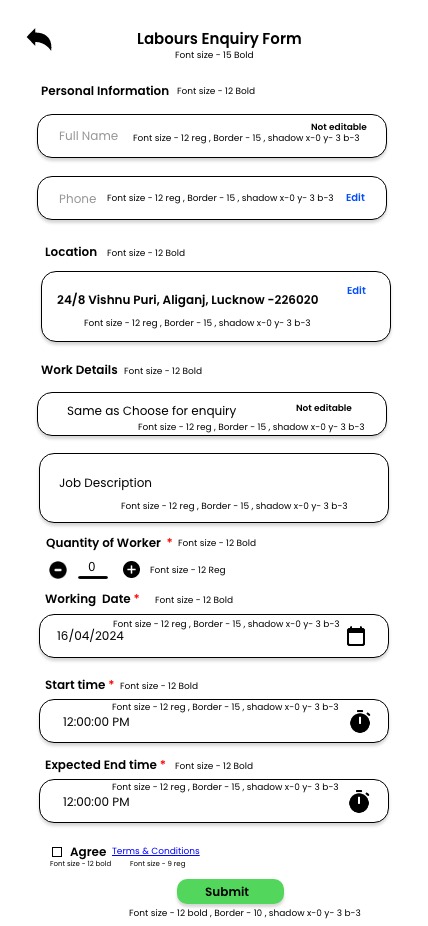 Labours Enquiry Form
Font size - 15 Bold
Personal Information Font size - 12 Bold
Not editable
Full Name Font size - 12 reg , Border - 15 , shadow x-0 y- 3 b-3
Phone Font size - 12 reg , Border - 15 , shadow x-0 y- 3 b-3 Edit
Location Font size - 12 Bold
Edit
24/8 Vishnu Puri, Aliganj, Lucknow -226020
Font size - 12 reg , Border - 15 , shadow x-0 y- 3 b-3
Work Details Font size - 12 Bold
Same as Choose for enquiry Not editable
Font size - 12 reg , Border - 15 , shadow x-0 y- 3 b-3
Job Description
Font size - 12 reg , Border - 15 , shadow x-0 y- 3 b-3
Quantity of Worker * Font size - 12 Bold
0 Font size - 12 Reg
Working Date * Font size - 12 Bold
Font size - 12 reg , Border - 15 , shadow x-0 y- 3 b-3
16/04/2024
Start time * Font size - 12 Bold
Font size - 12 reg , Border - 15 , shadow x-0 y- 3 b-3
12:00:00 PM
Expected End time * Font size - 12 Bold
Font size - 12 reg , Border - 15 , shadow x-0 y- 3 b-3
12:00:00 PM
Agree Terms & Conditions
Font size - 12 bold Font size - 9 reg
Submit
Font size - 12 bold , Border - 10 , shadow x-0 y- 3 b-3